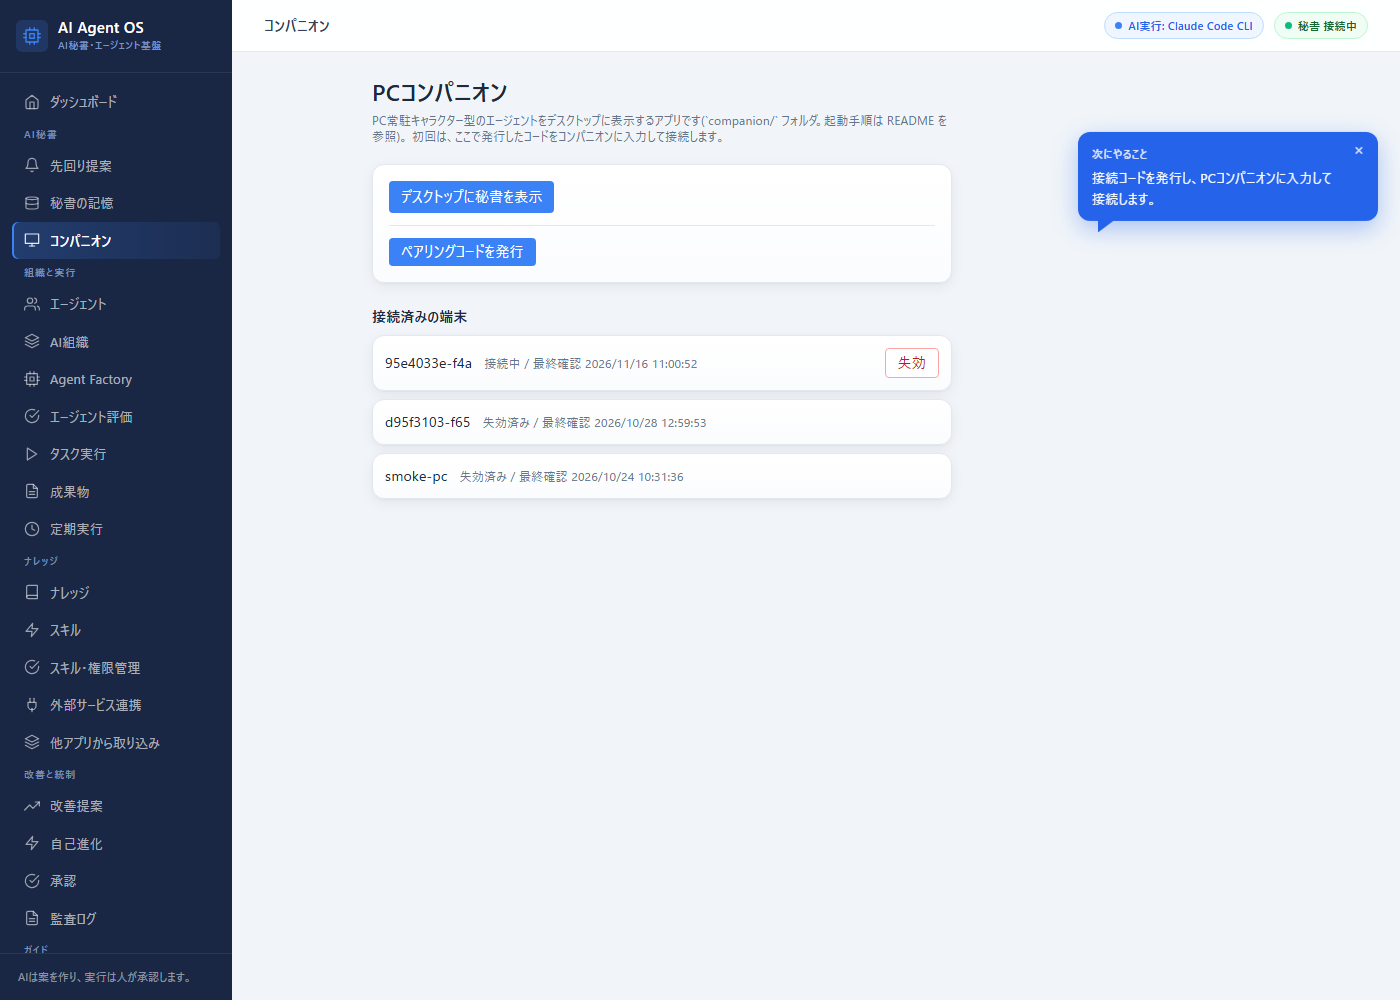 AI Agent OS
AI秘書・エージェント基盤
ダッシュボード
AI秘書
先回り提案
秘書の記憶
コンパニオン
組織と実行
エージェント
AI組織
Agent Factory
エージェント評価
タスク実行
成果物
定期実行
ナレッジ
ナレッジ
スキル
スキル・権限管理
外部サービス連携
他アプリから取り込み
改善と統制
改善提案
自己進化
承認
監査ログ
ガイド
AIは案を作り、実行は人が承認します。
コンパニオン
AI実行: Claude Code CLI
秘書 接続中
PCコンパニオン
PC常駐キャラクター型のエージェントをデスクトップに表示するアプリです(`companion/` フォルダ。起動手順は README を
参照)。初回は、ここで発行したコードをコンパニオンに入力して接続します。
デスクトップに秘書を表示
ペアリングコードを発行
接続済みの端末
95e4033e-f4a 接続中 / 最終確認 2026/11/16 11:00:52
失効
d95f3103-f65 失効済み / 最終確認 2026/10/28 12:59:53
smoke-pc 失効済み / 最終確認 2026/10/24 10:31:36
次にやること
×
接続コードを発行し、PCコンパニオンに入力して
接続します。